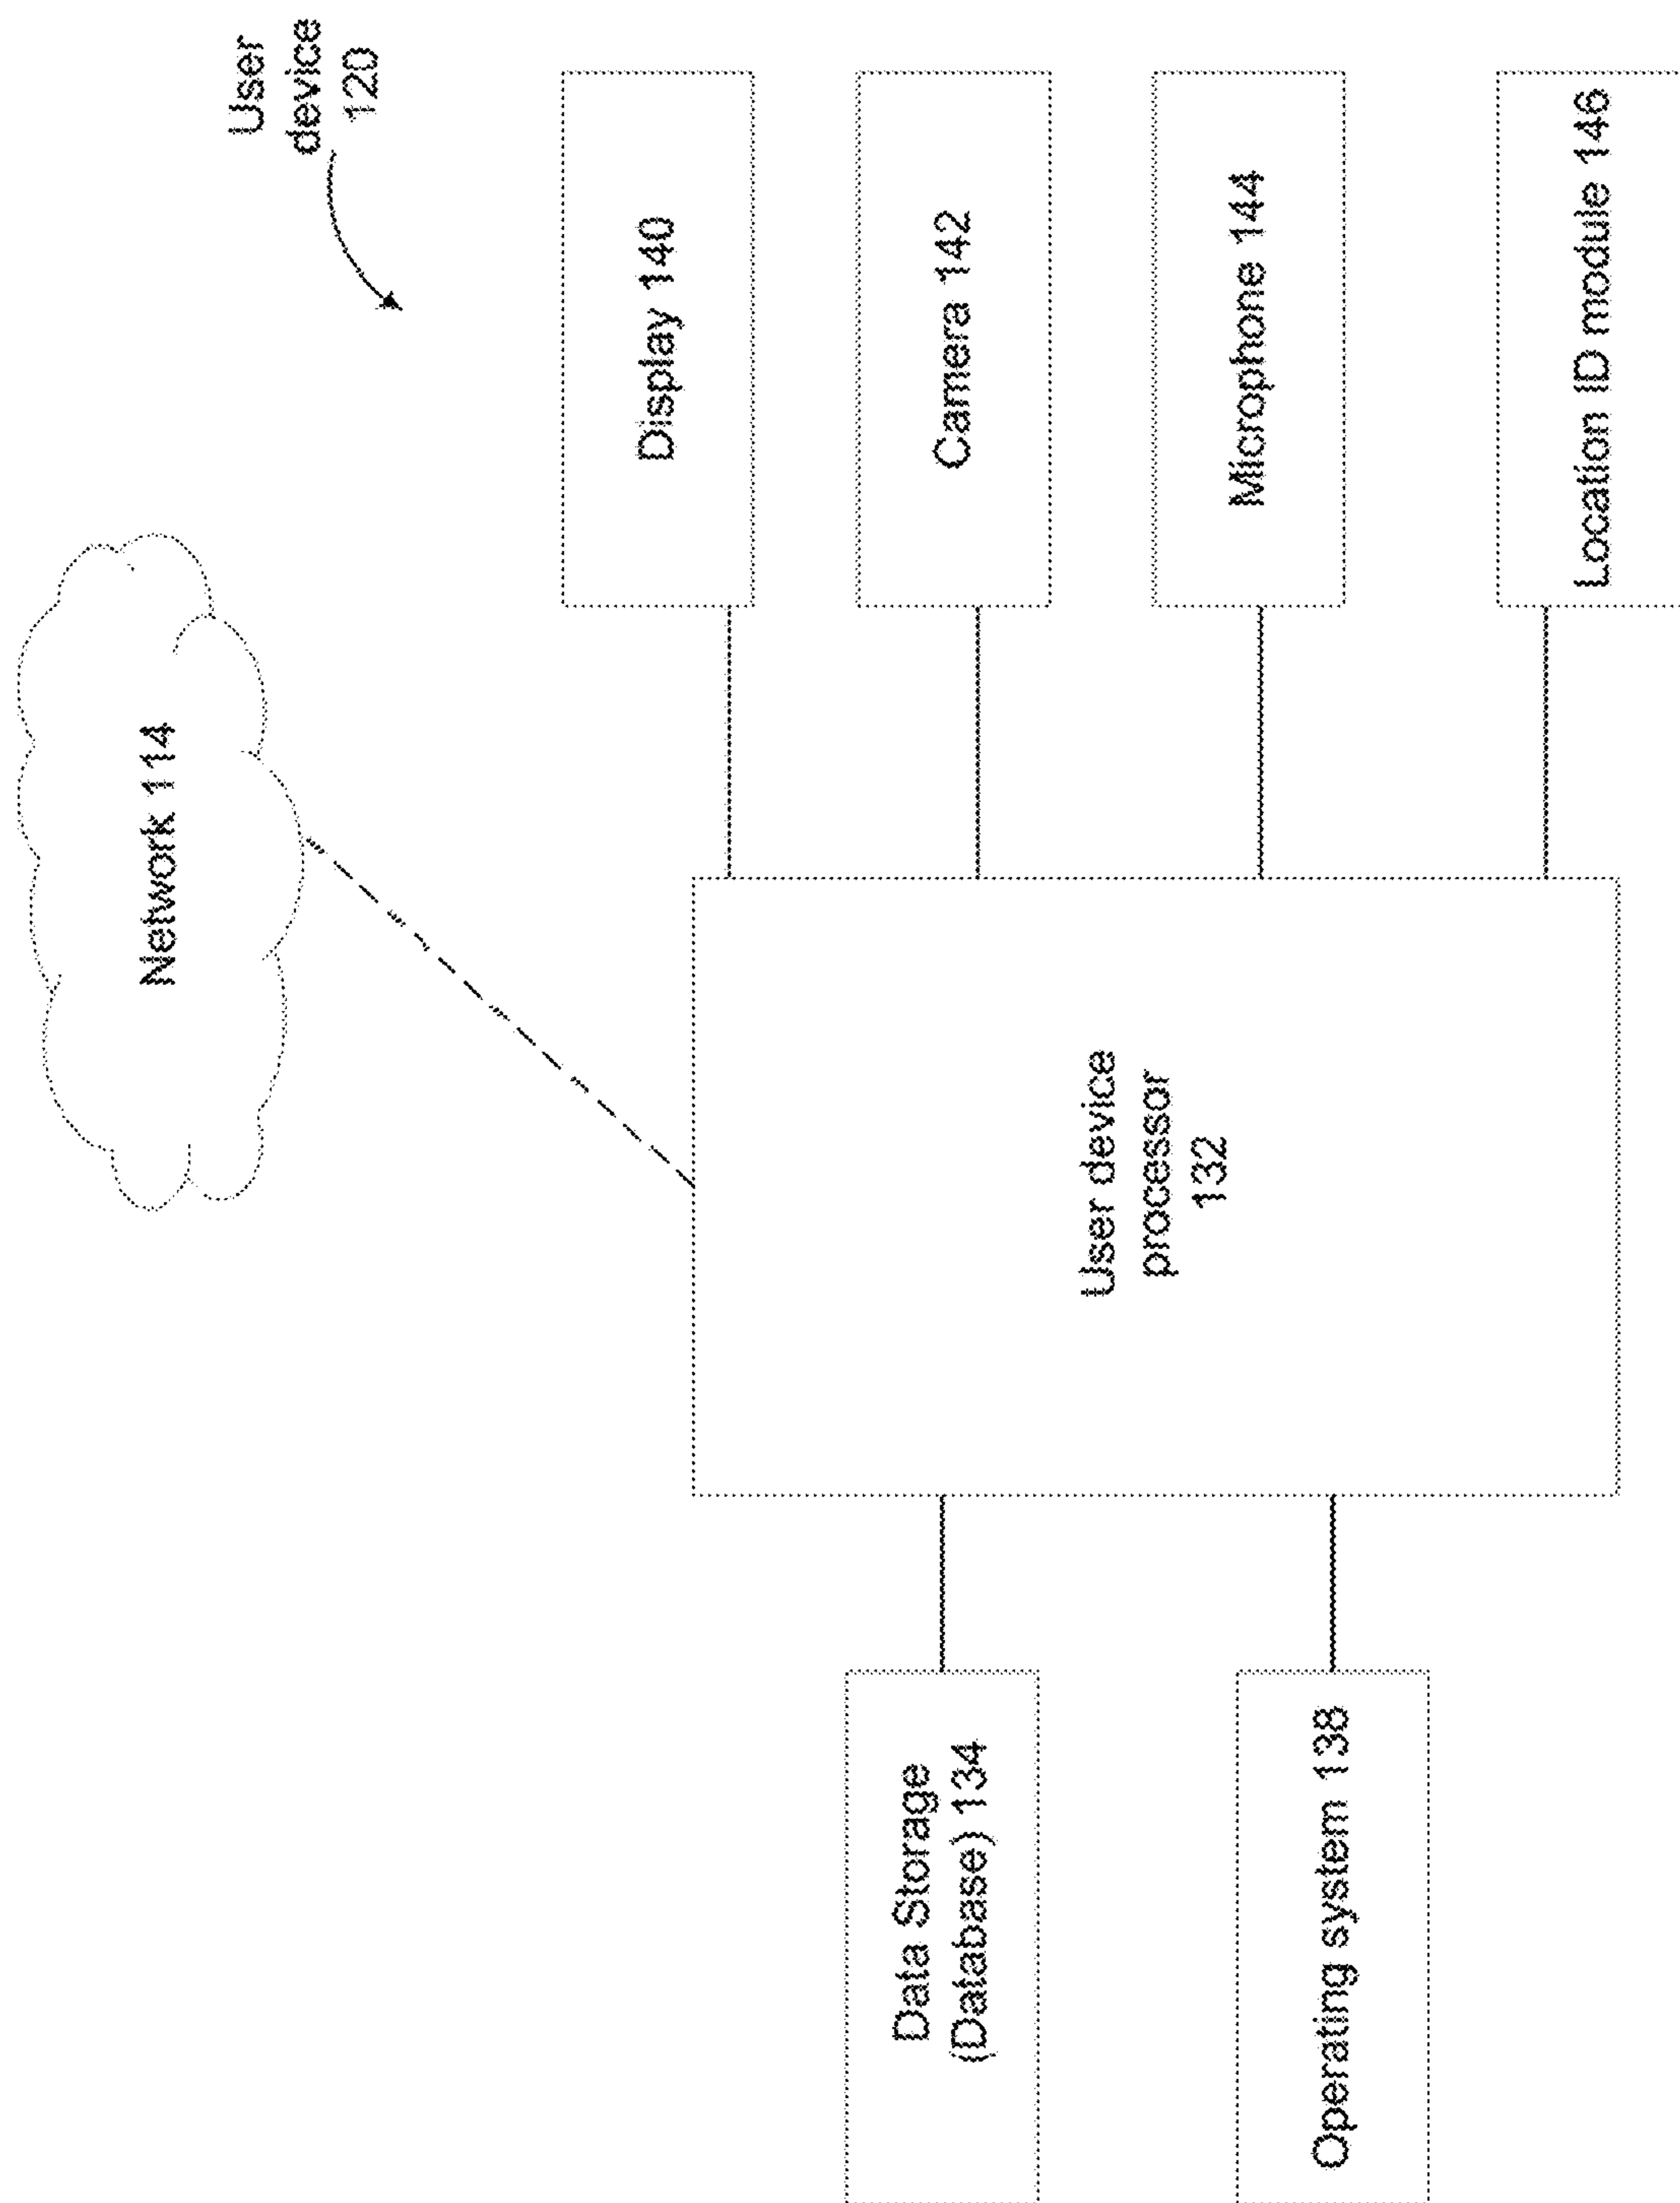 Network 114
User
device
120
Data Storage
(Database) 134
Operating system 138
User device
processor
132
Display 140
Camera 142
Microphone 144
Location ID module 146